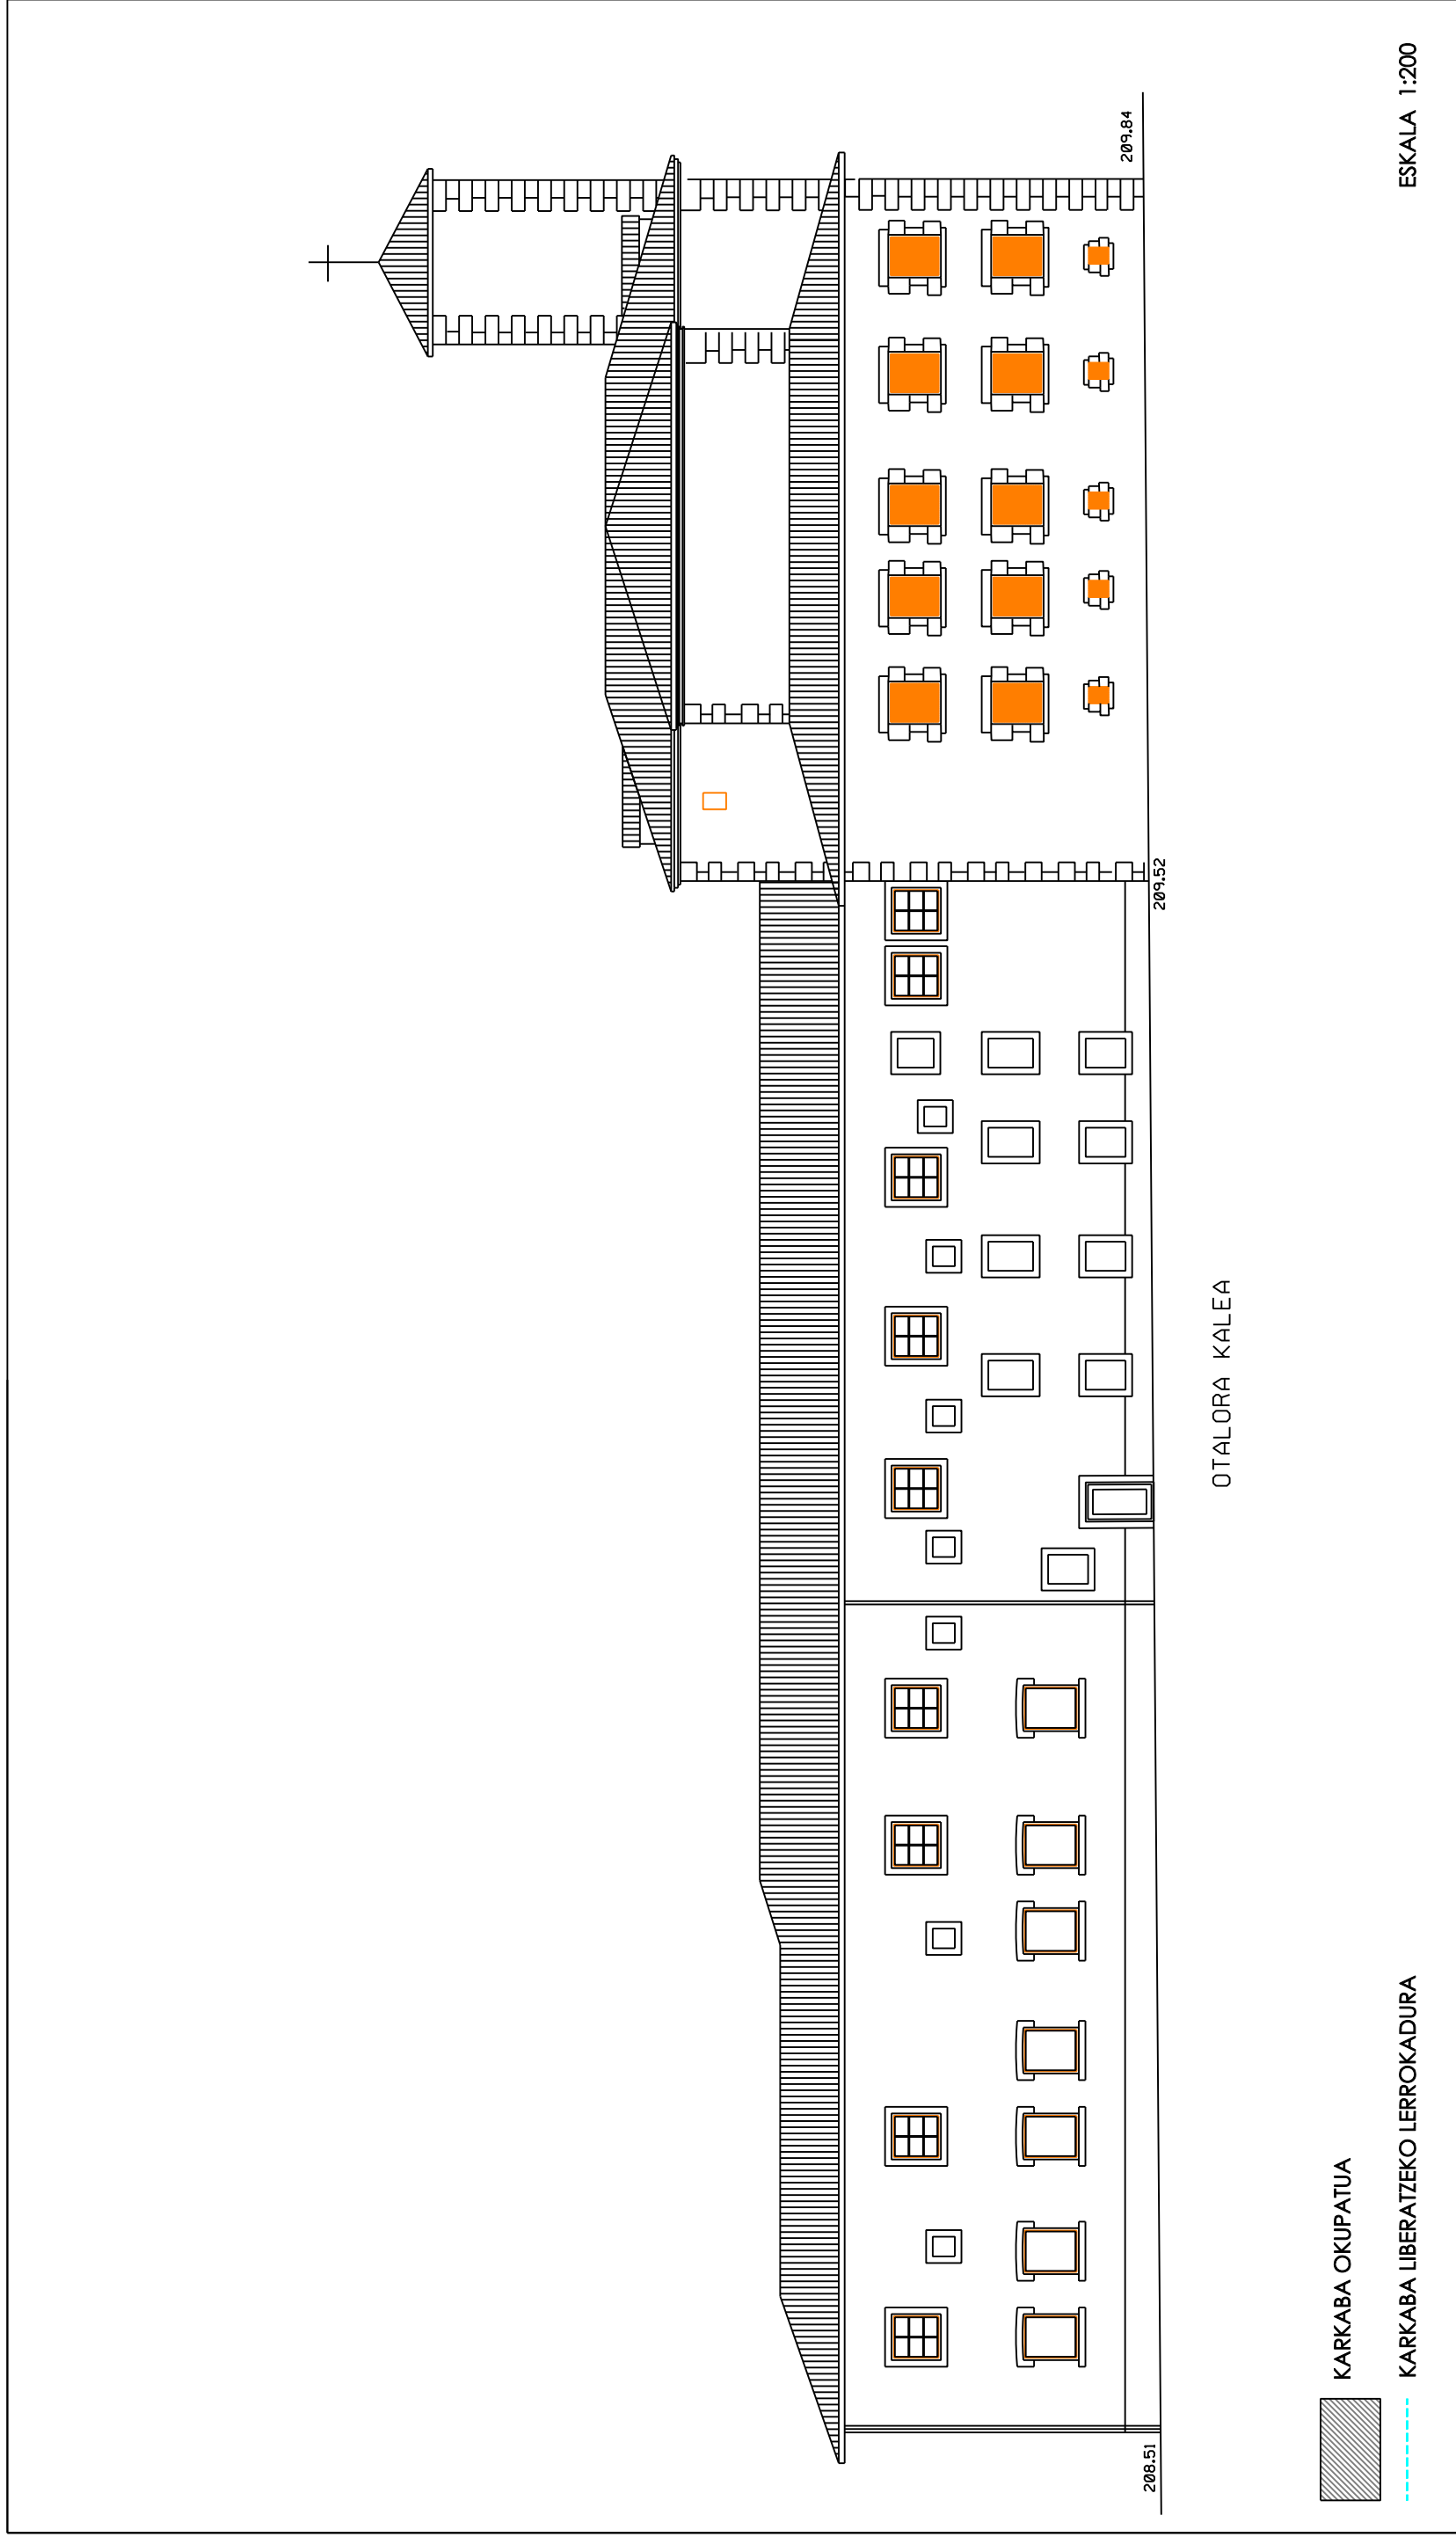 208.51
209.52
209.84
OTALORA KALEA
KARKABA OKUPATUA
KARKABA LIBERATZEKO LERROKADURA
ESKALA 1:200